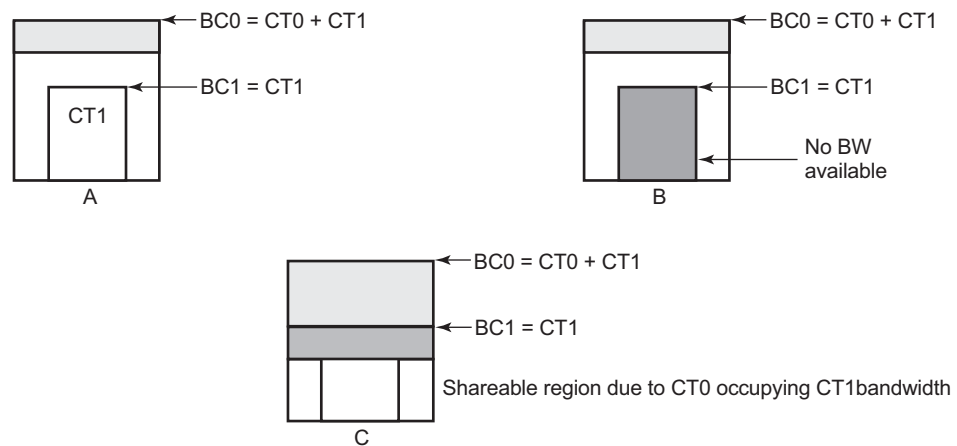 BC0 = CT0 + CT1
BC1 = CT1
CT1
A
BC0 = CT0 + CT1
BC1 = CT1
No BW
available
B
BC0 = CT0 + CT1
BC1 = CT1
Shareable region due to CT0 occupying CT1bandwidth
C